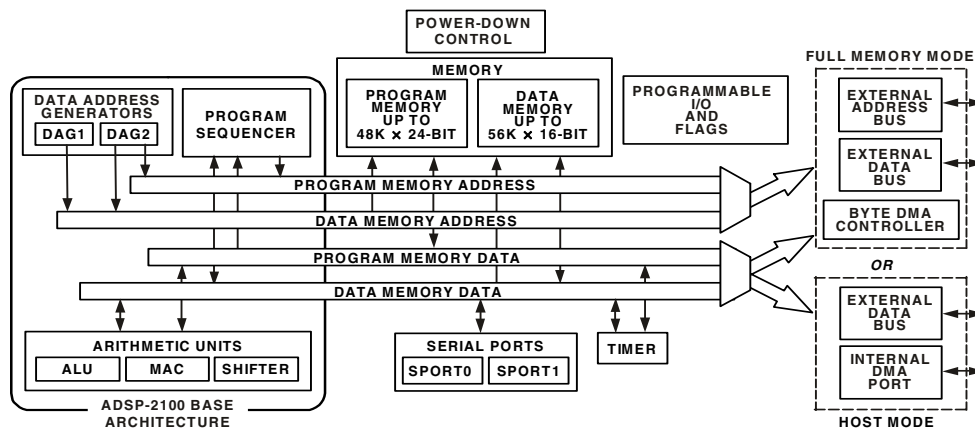 POWER-DOWN
CONTROL
FULL MEMORY MODE
MEMORY
PROGRAM
MEMORY
UP TO
48K × 24-BIT
DATA
MEMORY
UP TO
56K × 16-BIT
PROGRAMMABLE
I/O
AND
FLAGS
EXTERNAL
ADDRESS
BUS
EXTERNAL
DATA
BUS
BYTE DMA
CONTROLLER
DATA ADDRESS
GENERATORS
DAG1
DAG2
PROGRAM
SEQUENCER
PROGRAM MEMORY ADDRESS
DATA MEMORY ADDRESS
PROGRAM MEMORY DATA
DATA MEMORY DATA
OR
EXTERNAL
DATA
BUS
INTERNAL
DMA
PORT
HOST MODE
ARITHMETIC UNITS
ALU
MAC
SHIFTER
SERIAL PORTS
SPORT0
SPORT1
TIMER
ADSP-2100 BASE
ARCHITECTURE